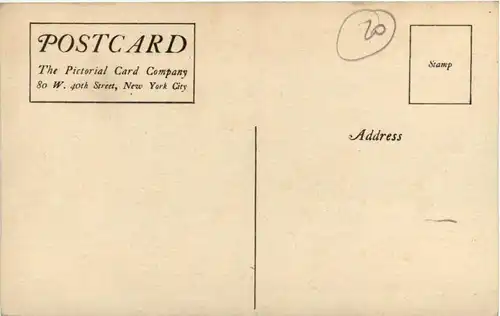 POSTCARD
The Pictorial Card Company
80 W. 40th Street, New York City
20
Stamp
Address